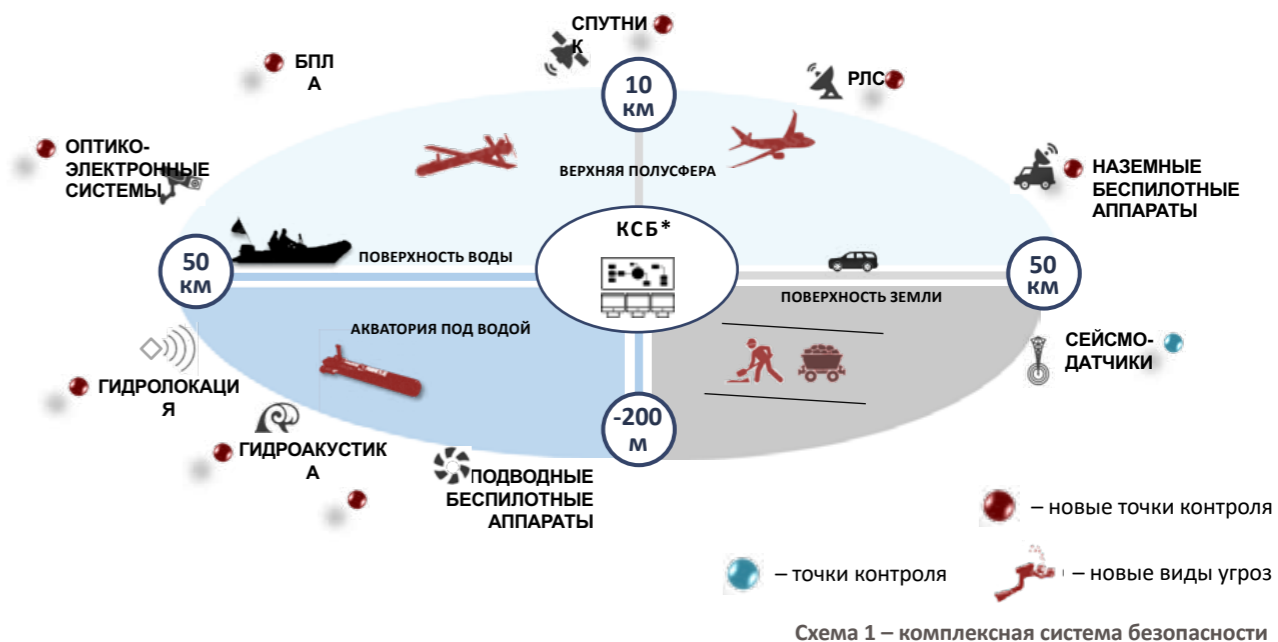 СПУТНИ
К
БПЛ
А
10
км
РЛС
ОПТИКО-
ЭЛЕКТРОННЫЕ
СИСТЕМЫ
ВЕРХНЯЯ ПОЛУСФЕРА
НАЗЕМНЫЕ
БЕСПИЛОТНЫЕ
АППАРАТЫ
КСБ*
50
км
ПОВЕРХНОСТЬ ВОДЫ
50
км
ПОВЕРХНОСТЬ ЗЕМЛИ
АКВАТОРИЯ ПОД ВОДОЙ
СЕЙСМО-
ДАТЧИКИ
ГИДРОЛОКАЦИ
Я
-200
м
ГИДРОАКУСТИК
А
ПОДВОДНЫЕ
БЕСПИЛОТНЫЕ
АППАРАТЫ
– новые точки контроля
– точки контроля
– новые виды угроз
Схема 1 – комплексная система безопасности